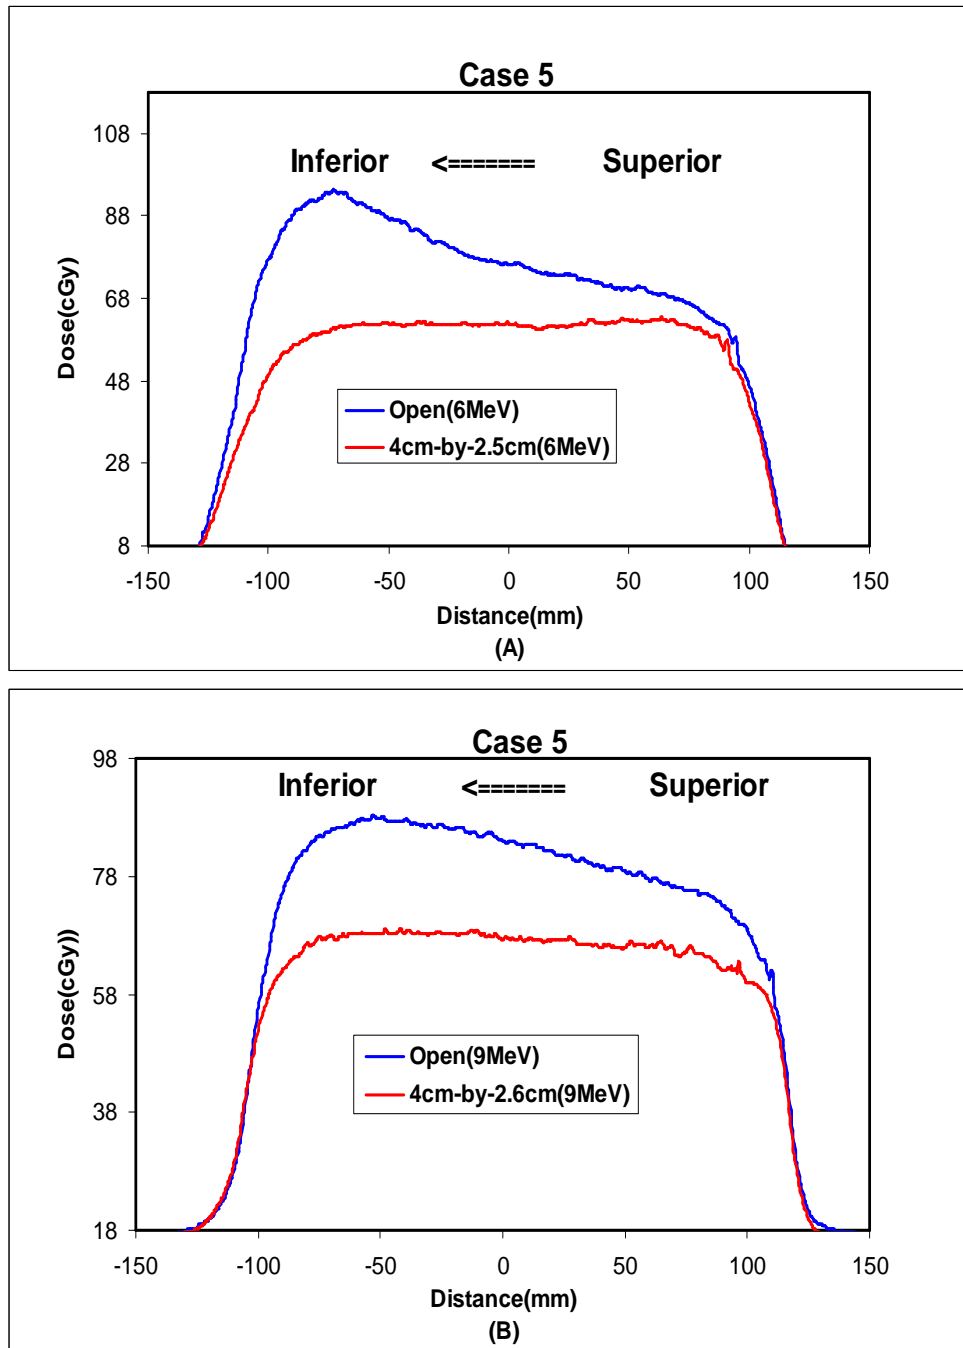 Case 5
Inferior <======= Superior
108
88
68
48
28
8
Dose(cGy)
Open(6MeV)
4cm-by-2.5cm(6MeV)
-150 -100 -50 0 50 100 150
Distance(mm)
(A)
Case 5
Inferior <======= Superior
98
78
58
38
18
Dose(cGy))
Open(9MeV)
4cm-by-2.6cm(9MeV)
-150 -100 -50 0 50 100 150
Distance(mm)
(B)